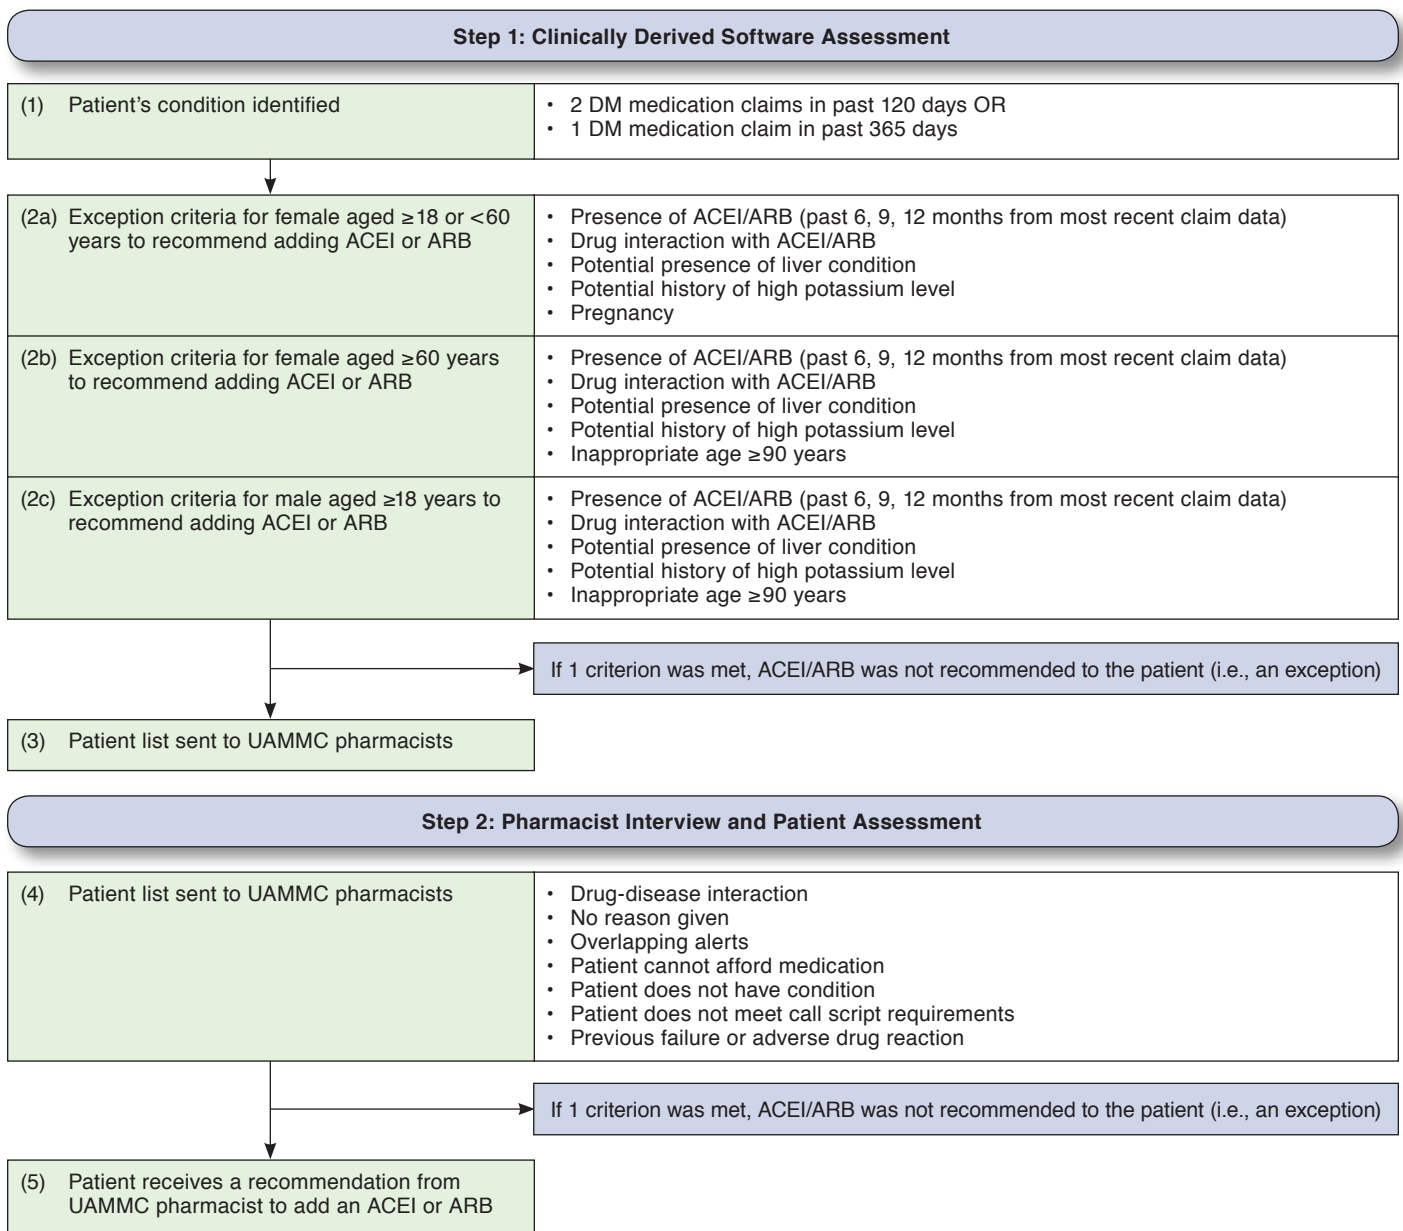 Step 1: Clinically Derived Software Assessment
(1) Patient's condition identified
• 2 DM medication claims in past 120 days OR
• 1 DM medication claim in past 365 days
(2a) Exception criteria for female aged ≥18 or <60
years to recommend adding ACEI or ARB
• Presence of ACEI/ARB (past 6, 9, 12 months from most recent claim data)
• Drug interaction with ACEI/ARB
• Potential presence of liver condition
• Potential history of high potassium level
• Pregnancy
(2b) Exception criteria for female aged ≥60 years
to recommend adding ACEI or ARB
• Presence of ACEI/ARB (past 6, 9, 12 months from most recent claim data)
• Drug interaction with ACEI/ARB
• Potential presence of liver condition
• Potential history of high potassium level
• Inappropriate age ≥90 years
(2c) Exception criteria for male aged ≥18 years to
recommend adding ACEI or ARB
• Presence of ACEI/ARB (past 6, 9, 12 months from most recent claim data)
• Drug interaction with ACEI/ARB
• Potential presence of liver condition
• Potential history of high potassium level
• Inappropriate age ≥90 years
If 1 criterion was met, ACEI/ARB was not recommended to the patient (i.e., an exception)
(3) Patient list sent to UAMMC pharmacists
Step 2: Pharmacist Interview and Patient Assessment
(4) Patient list sent to UAMMC pharmacists
• Drug-disease interaction
• No reason given
• Overlapping alerts
• Patient cannot afford medication
• Patient does not have condition
• Patient does not meet call script requirements
• Previous failure or adverse drug reaction
If 1 criterion was met, ACEI/ARB was not recommended to the patient (i.e., an exception)
(5) Patient receives a recommendation from
UAMMC pharmacist to add an ACEI or ARB